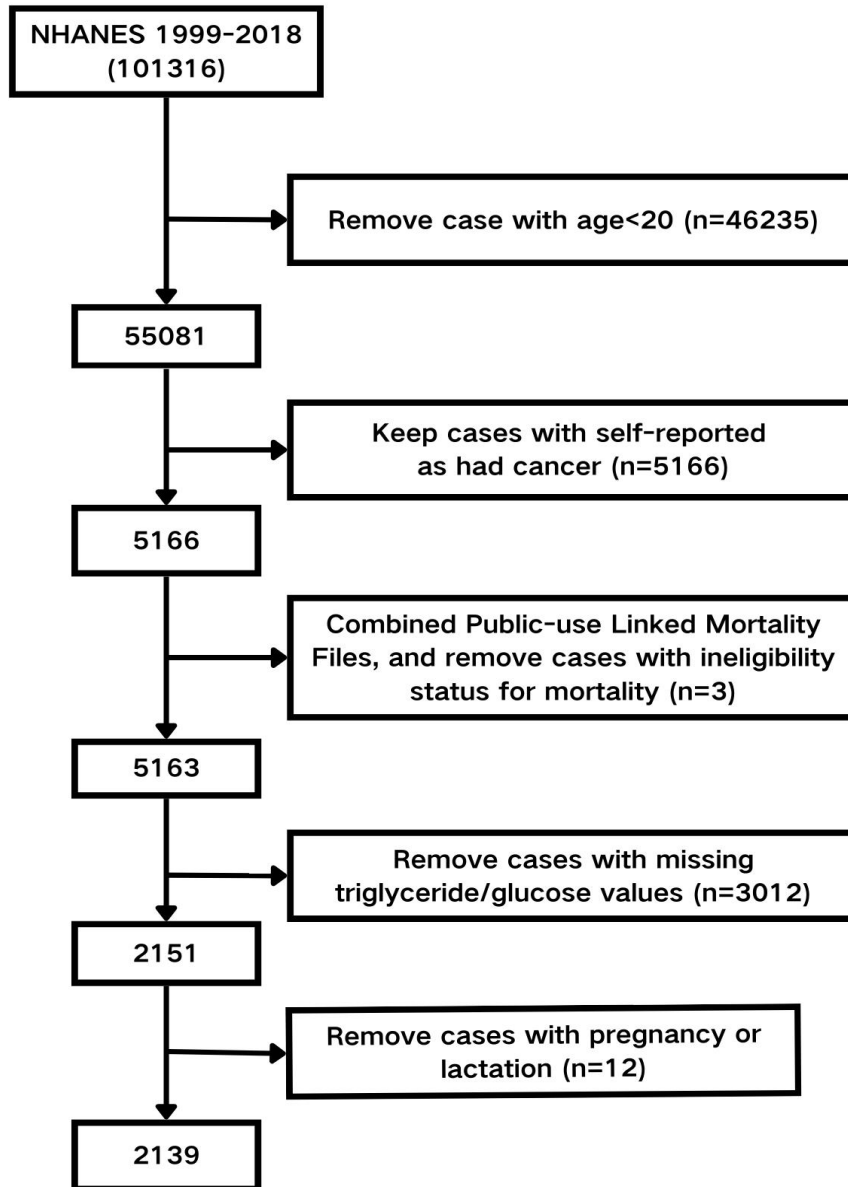 NHANES 1999-2018
(101316)
Remove case with age<20 (n=46235)
55081
Keep cases with self-reported
as had cancer (n=5166)
5166
Combined Public-use Linked Mortality
Files, and remove cases with ineligibility
status for mortality (n=3)
5163
Remove cases with missing
triglyceride/glucose values (n=3012)
2151
Remove cases with pregnancy or
lactation (n=12)
2139